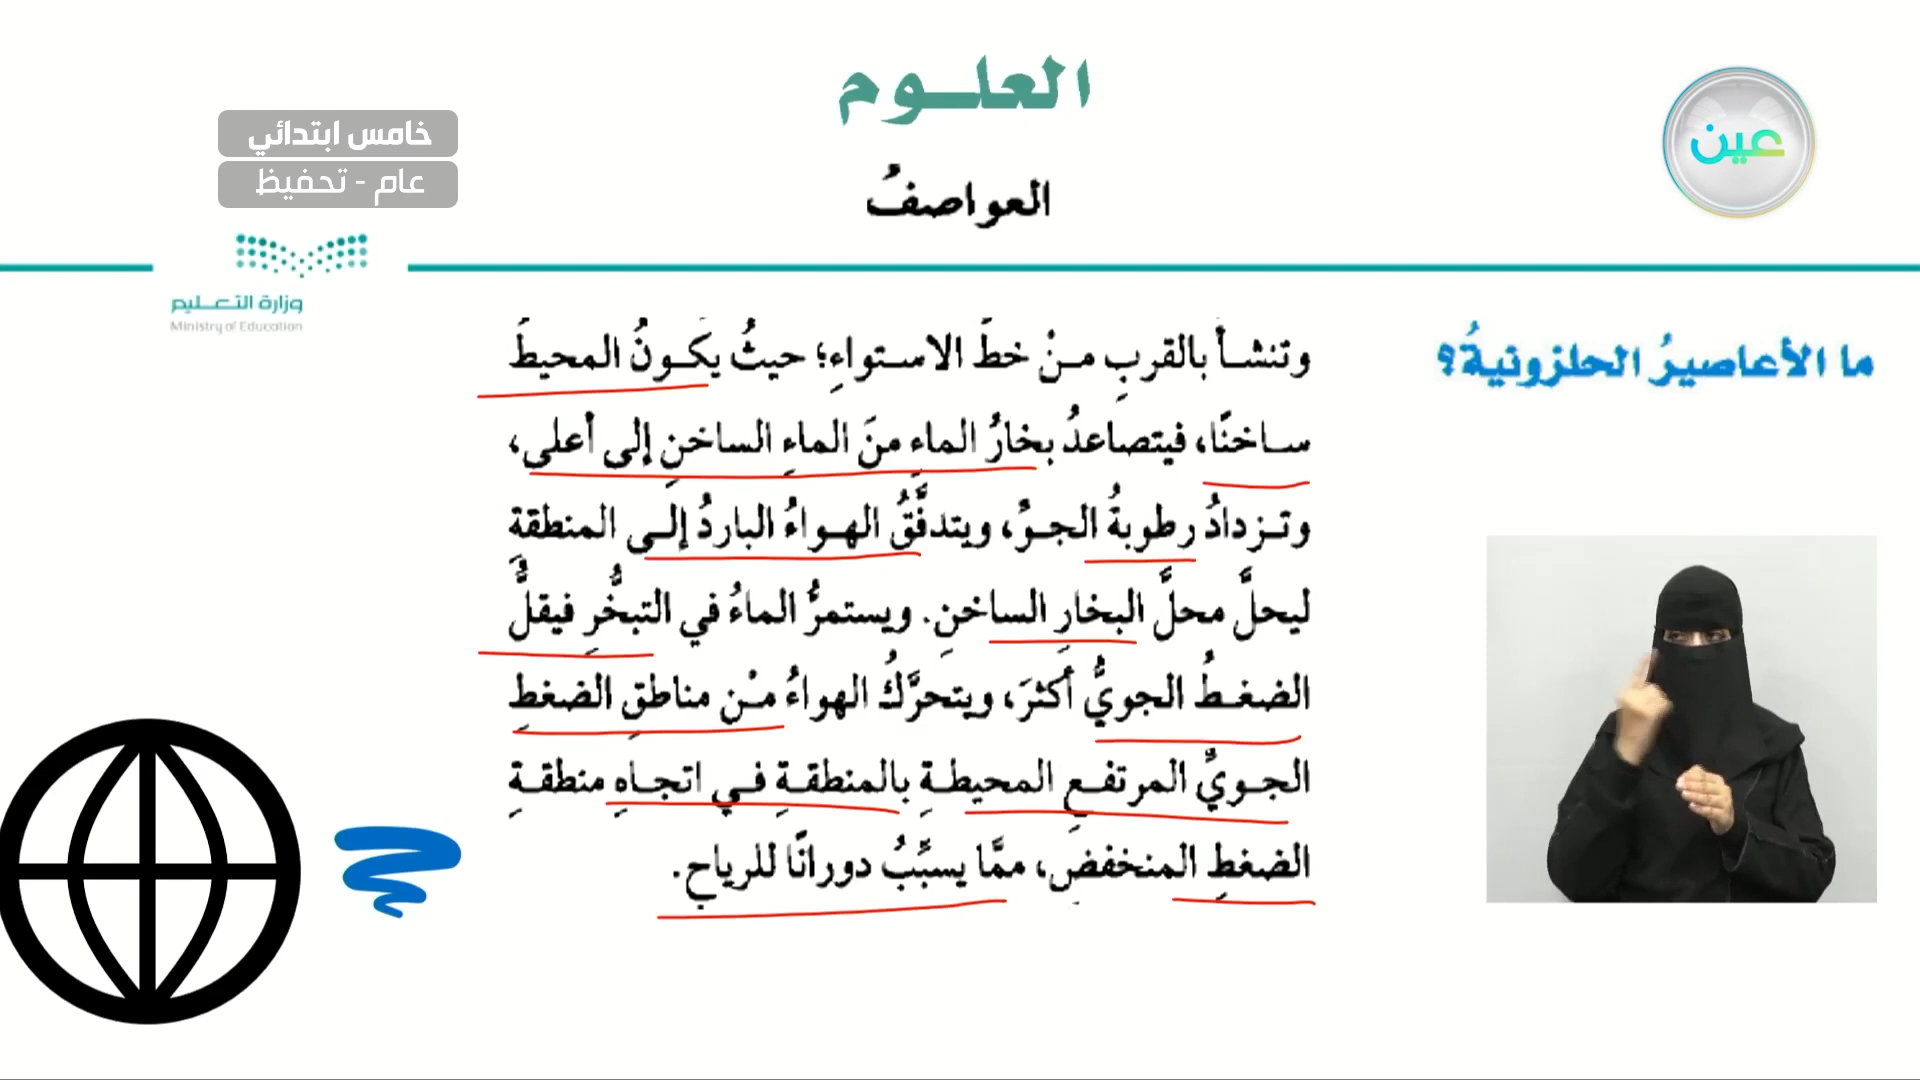 العلوم
عين
خامس ابتدائي
عام - تحفيظ
العواصفُ
وزارة التعليم
Ministry of Education
ما الأعاصيرُ الحلزونيةُ؟
وتنشأُ بالقربِ منْ خطِّ الاستواءِ؛ حيثُ يكونُ المحيطُ
ساخنًا، فيتصاعدُ بخارُ الماءِ منَ الماءِ الساخنِ إلى أعلى،
وتزدادُ رطوبةُ الجوِّ، ويتدفَّقُ الهواءُ الباردُ إلى المنطقةِ
ليحلَّ محلَّ البخارِ الساخنِ. ويستمرُّ الماءُ في التبخُّرِ فيقلُّ
الضغطُ الجويُّ أكثرَ، ويتحرَّكُ الهواءُ منْ مناطقِ الضغطِ
الجويِّ المرتفعِ المحيطةِ بالمنطقةِ في اتجاهِ منطقةِ
الضغطِ المنخفضِ، ممَّا يسبِّبُ دورانًا للرياحِ.